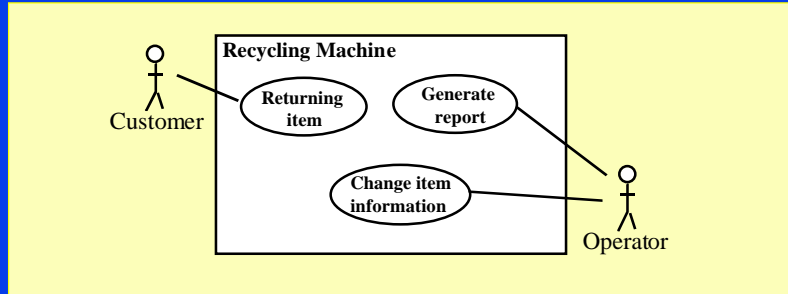 Recycling Machine
Returning
item
Generate
report
Customer
Change item
information
Operator